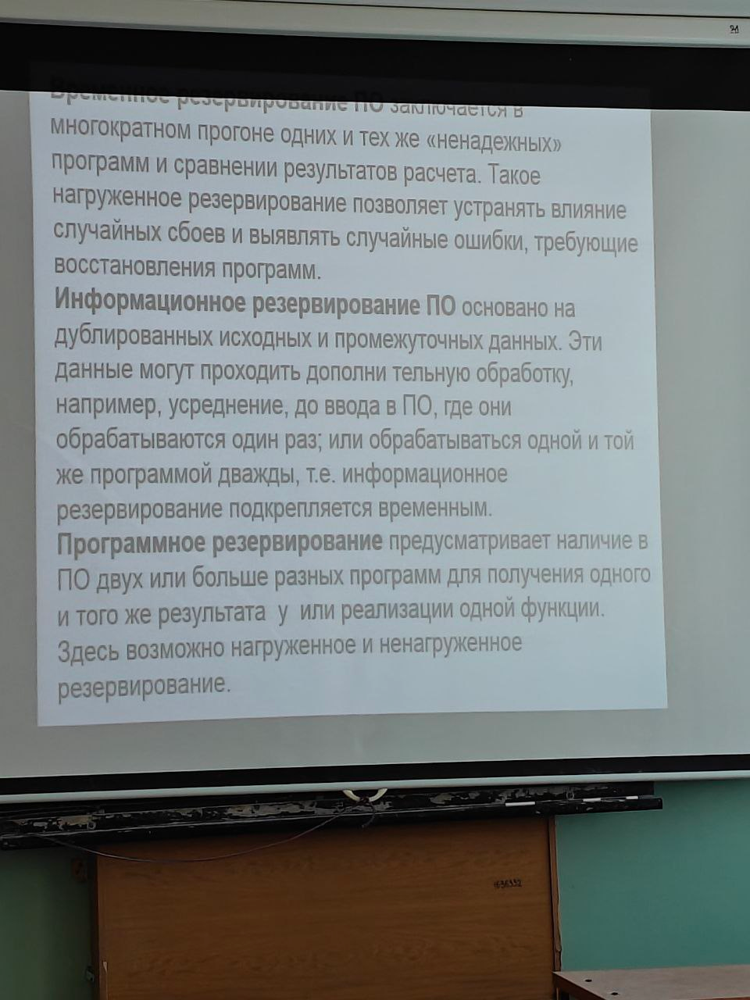 Временное резервирование ПО заключается в
многократном прогоне одних и тех же «ненадежных»
программ и сравнении результатов расчета. Такое
нагруженное резервирование позволяет устранять влияние
случайных сбоев и выявлять случайные ошибки, требующие
восстановления программ.
Информационное резервирование ПО основано на
дублированных исходных и промежуточных данных. Эти
данные могут проходить дополни тельную обработку,
например, усреднение, до ввода в ПО, где они
обрабатываются один раз; или обрабатываться одной и той
же программой дважды, т.е. информационное
резервирование подкрепляется временным.
Программное резервирование предусматривает наличие в
ПО двух или больше разных программ для получения одного
и того же результата у или реализации одной функции.
Здесь возможно нагруженное и ненагруженное
резервирование.